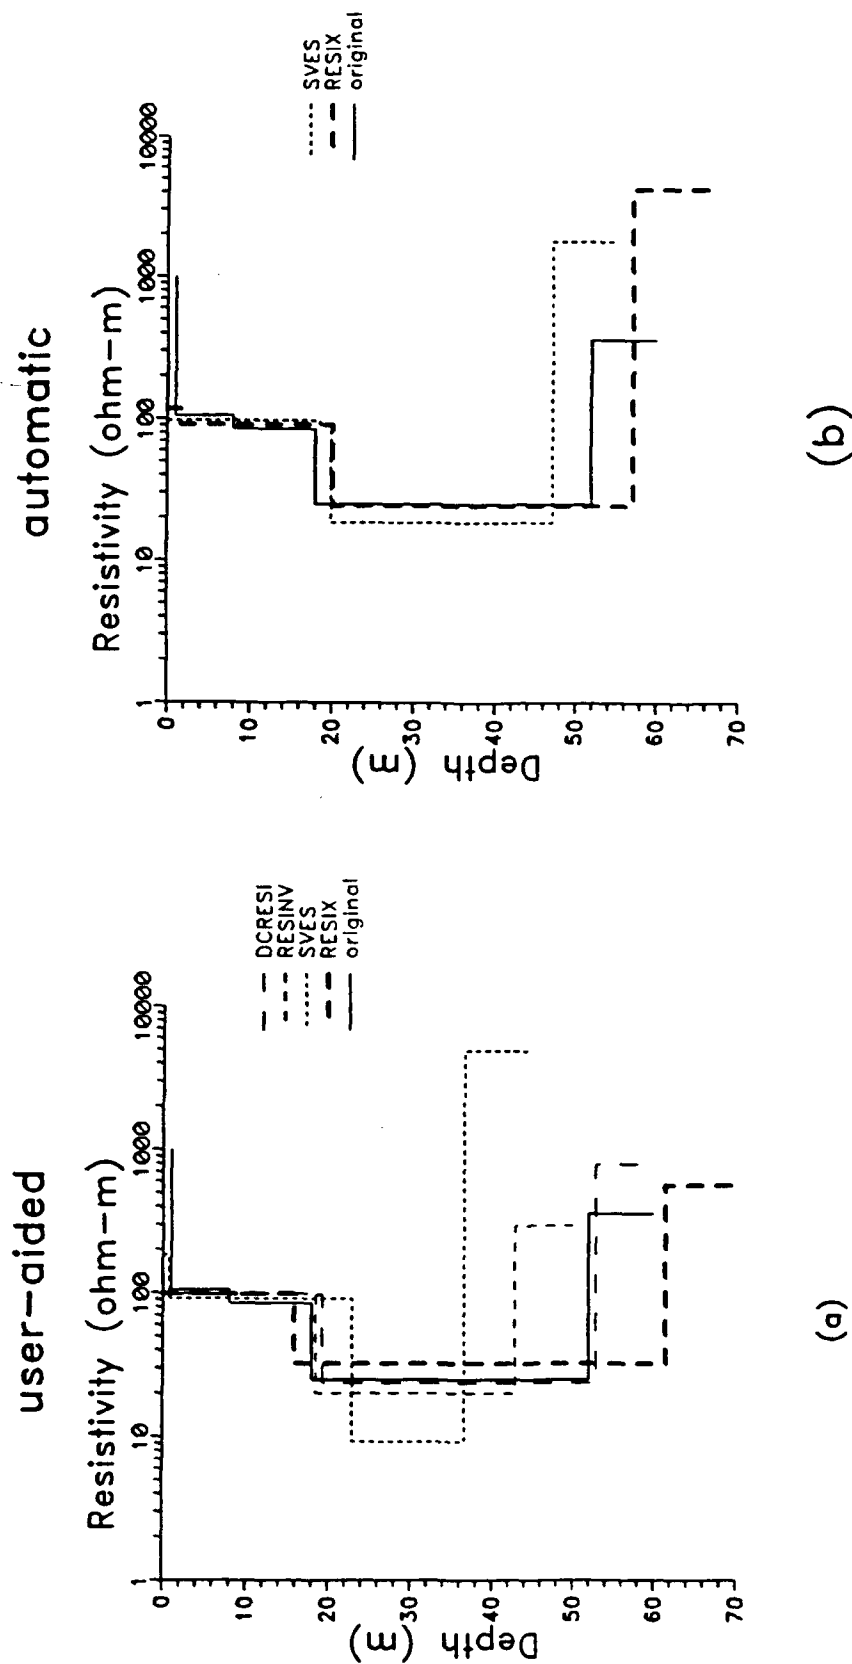 user-aided
Resistivity (ohm-m)
1 10 100 1000 10000
0
10
20
30
40
50
60
70
Depth (m)
DCRESI
RESINV
SVES
RESIX
original
(a)
automatic
Resistivity (ohm-m)
1 10 100 1000 10000
0
10
20
30
40
50
60
70
Depth (m)
SVES
RESIX
original
(b)